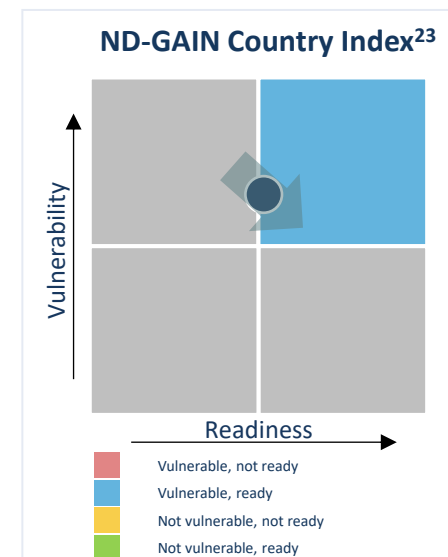 ND-GAIN Country Index23
Vulnerability
Readiness
Vulnerable, not ready
Vulnerable, ready
Not vulnerable, not ready
Not vulnerable, ready